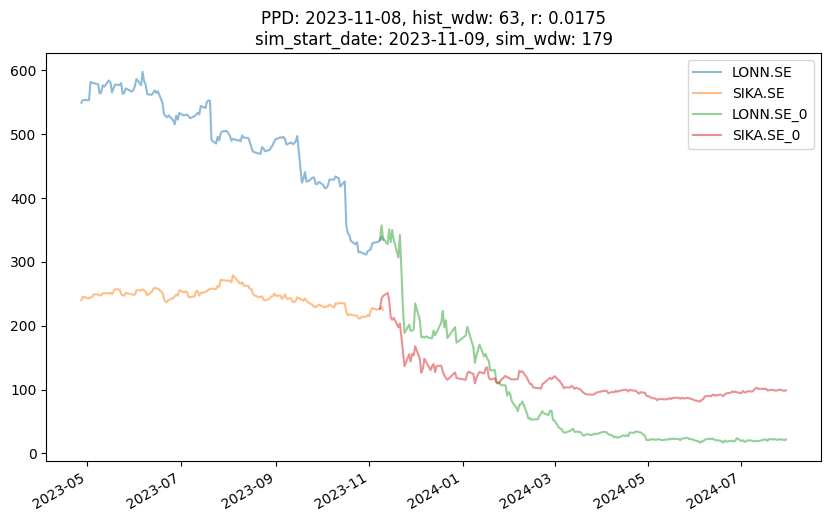 PPD: 2023-11-08, hist_wdw: 63, r: 0.0175
sim_start_date: 2023-11-09, sim_wdw: 179
LONN.SE
SIKA.SE
LONN.SE_0
SIKA.SE_0
600
500
400
300
200
100
0
2023-05
2023-07
2023-09
2023-11
2024-01
2024-03
2024-05
2024-07